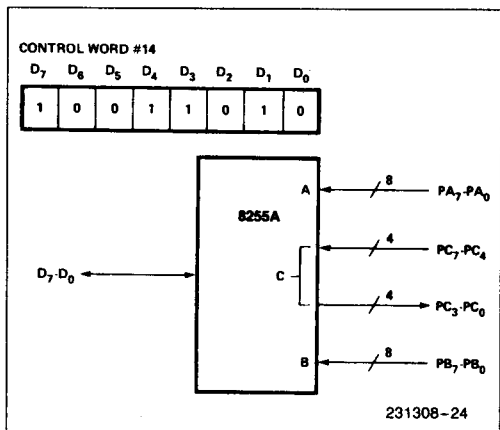 CONTROL WORD #14
D7 D6 D5 D4 D3 D2 D1 D0
1 0 0 1 1 0 1 0
8255A
A
8
PA7-PA0
4
PC7-PC4
C
D7-D0
4
PC3-PC0
B
8
PB7-PB0
231308-24